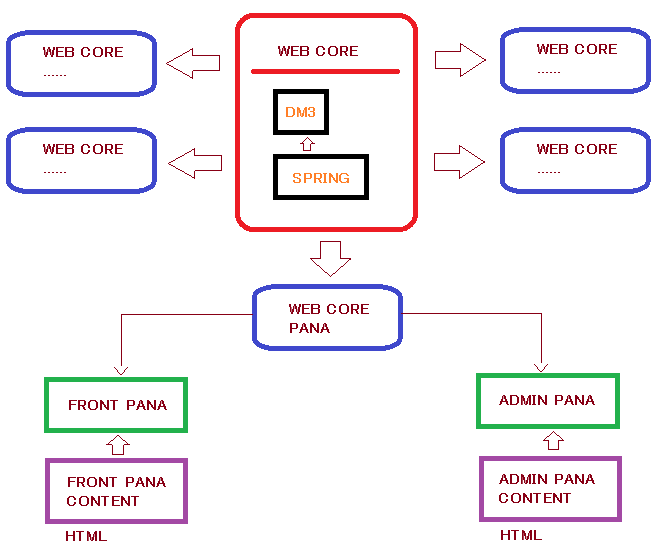 WEB CORE
......
WEB CORE
WEB CORE
......
DM3
SPRING
WEB CORE
......
WEB CORE
......
WEB CORE
PANA
FRONT PANA
ADMIN PANA
FRONT PANA
CONTENT
ADMIN PANA
CONTENT
HTML
HTML